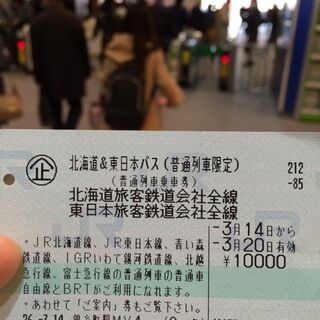 企 北海道&東日本パス(普通列車限定) 212
(普通列車乗車券) -85
北海道旅客鉄道会社全線
東日本旅客鉄道会社全線
-3月14日から
-3月20日有効
¥10000
・JR北海道線、JR東日本線、青い森
鉄道線、IGRいわて銀河鉄道線、北越
急行線、富士急行線の普通列車の普通車
自由席とBRTがご利用になれます。
・あわせて「ご案内」券もご覧下さい。